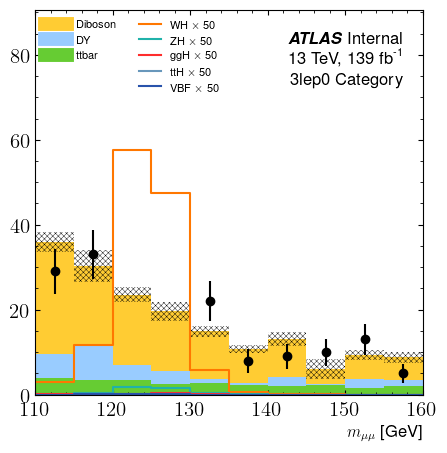 Diboson
DY
ttbar
WH × 50
ZH × 50
ggH × 50
ttH × 50
VBF × 50
ATLAS Internal
13 TeV, 139 fb⁻¹
3lep0 Category
80
60
40
20
0
110 120 130 140 150 160
m_μμ [GeV]